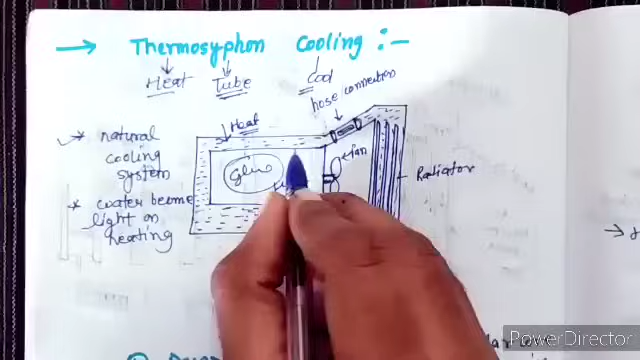 → Thermosyphon Cooling :-
Heat Tube Cool
hose connection
Heat
natural
cooling
system
fan
Radiator
* water become
light on
heating
PowerDirector